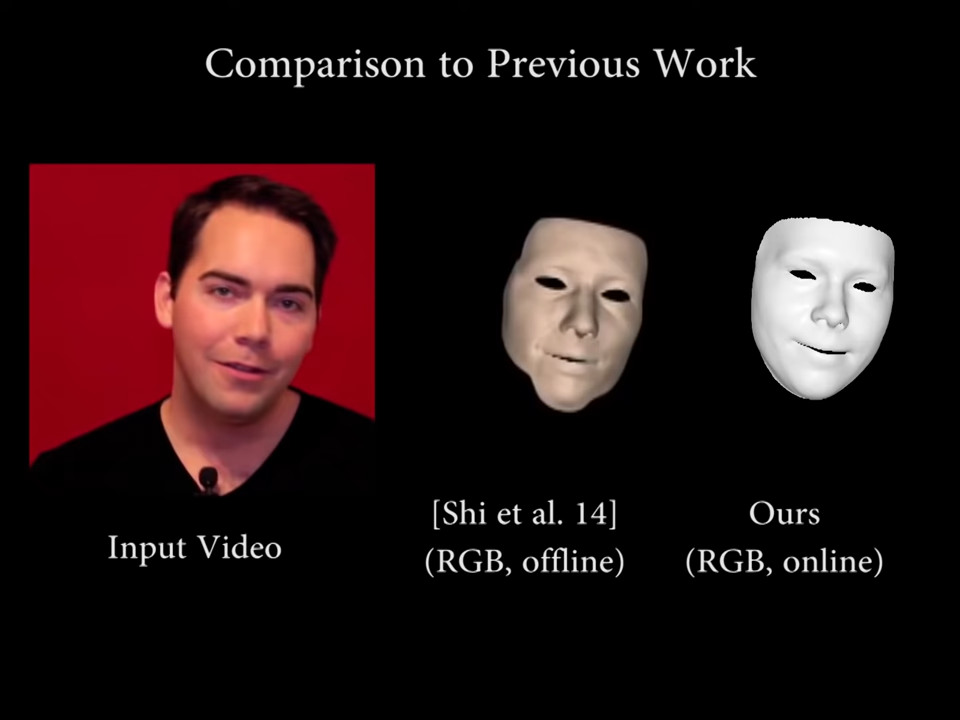 Comparison to Previous Work
Input Video
[Shi et al. 14]
(RGB, offline)
Ours
(RGB, online)